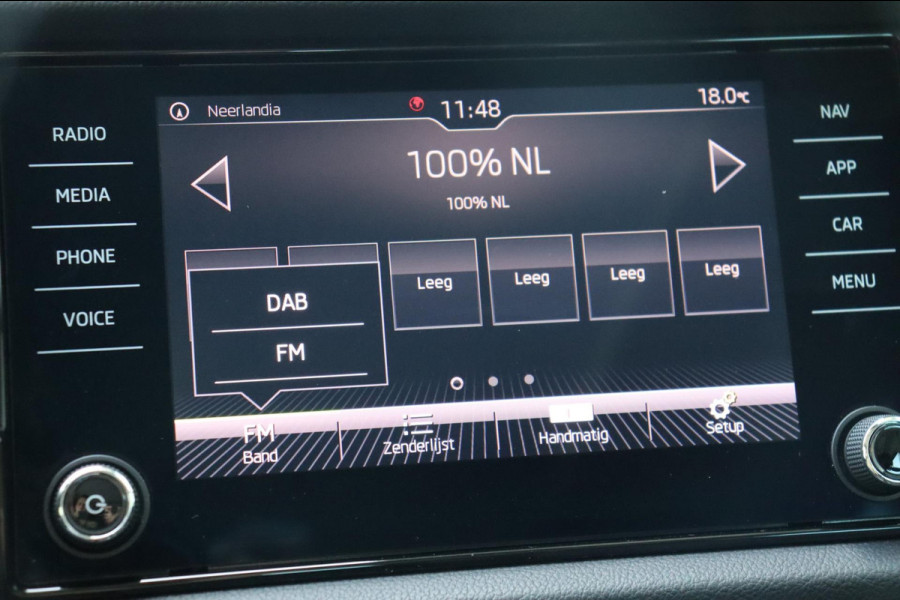 Neerlandia 11:48 18.0°C
RADIO
MEDIA
PHONE
VOICE
100% NL
100% NL
Leeg Leeg Leeg Leeg
DAB
FM
FM
Band
Zenderlijst
Handmatig
Setup
NAV
APP
CAR
MENU